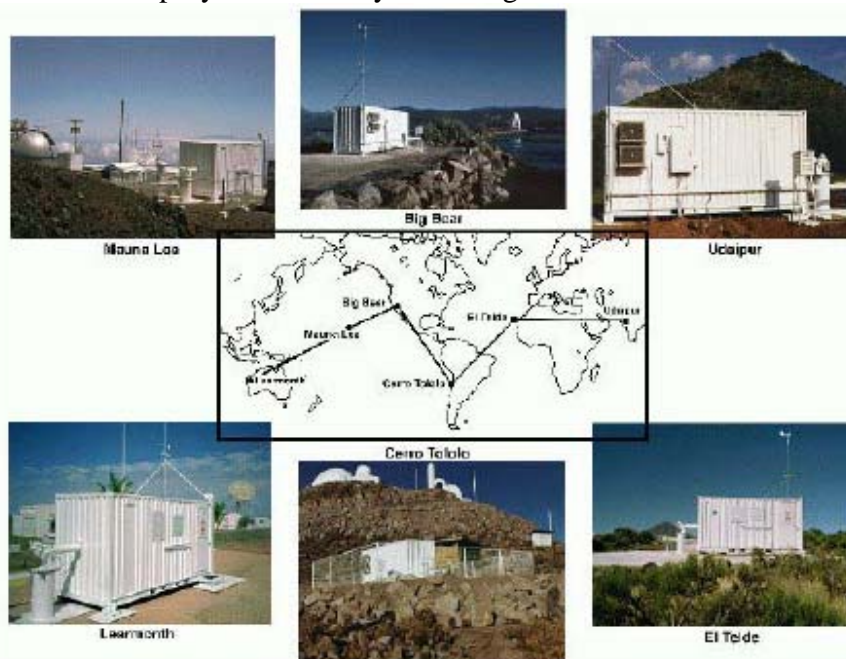 Big Bear
Mauna Loa
Udaipur
Big Bear
El Teide
Udaipur
Mauna Loa
Learmonth
Cerro Tololo
Cerro Tololo
Learmonth
El Teide